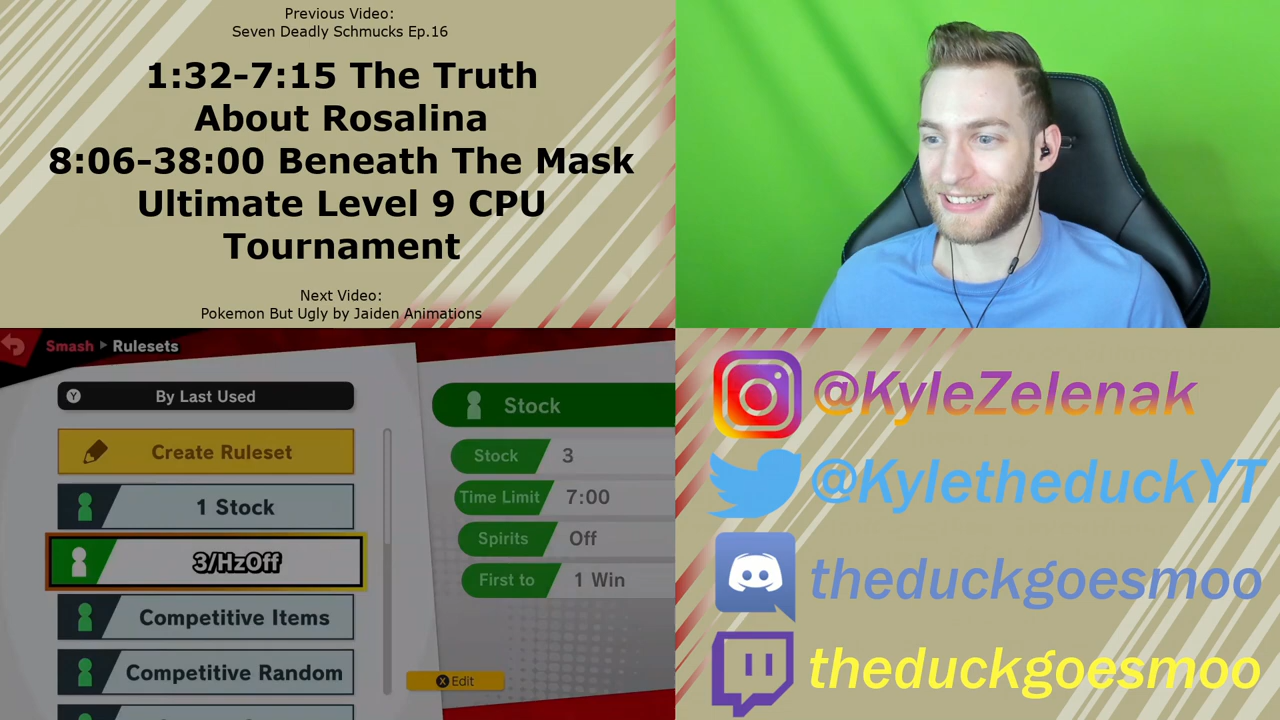 Previous Video:
Seven Deadly Schmucks Ep.16
1:32-7:15 The Truth
About Rosalina
8:06-38:00 Beneath The Mask
Ultimate Level 9 CPU
Tournament
Next Video:
Pokemon But Ugly by Jaiden Animations
Smash ▸ Rulesets
Y By Last Used
Create Ruleset
1 Stock
3/HzOff
Competitive Items
Competitive Random
Stock
Stock 3
Time Limit 7:00
Spirits Off
First to 1 Win
X Edit
@KyleZelenak
@KyletheduckYT
theduckgoesmoo
theduckgoesmoo